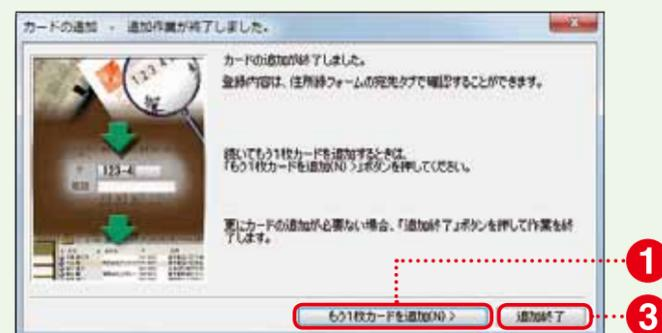 カードの追加 - 追加作業が終了しました。
カードの追加が終了しました。
登録内容は、住所録フォームの宛先タブで確認することができます。
続いてもう1枚カードを追加するときは、
「もう1枚カードを追加(N) >」ボタンを押してください。
更にカードの追加が必要ない場合、「追加終了」ボタンを押して作業を終
了します。
123-4
もう1枚カードを追加(N) >
追加終了
1
3